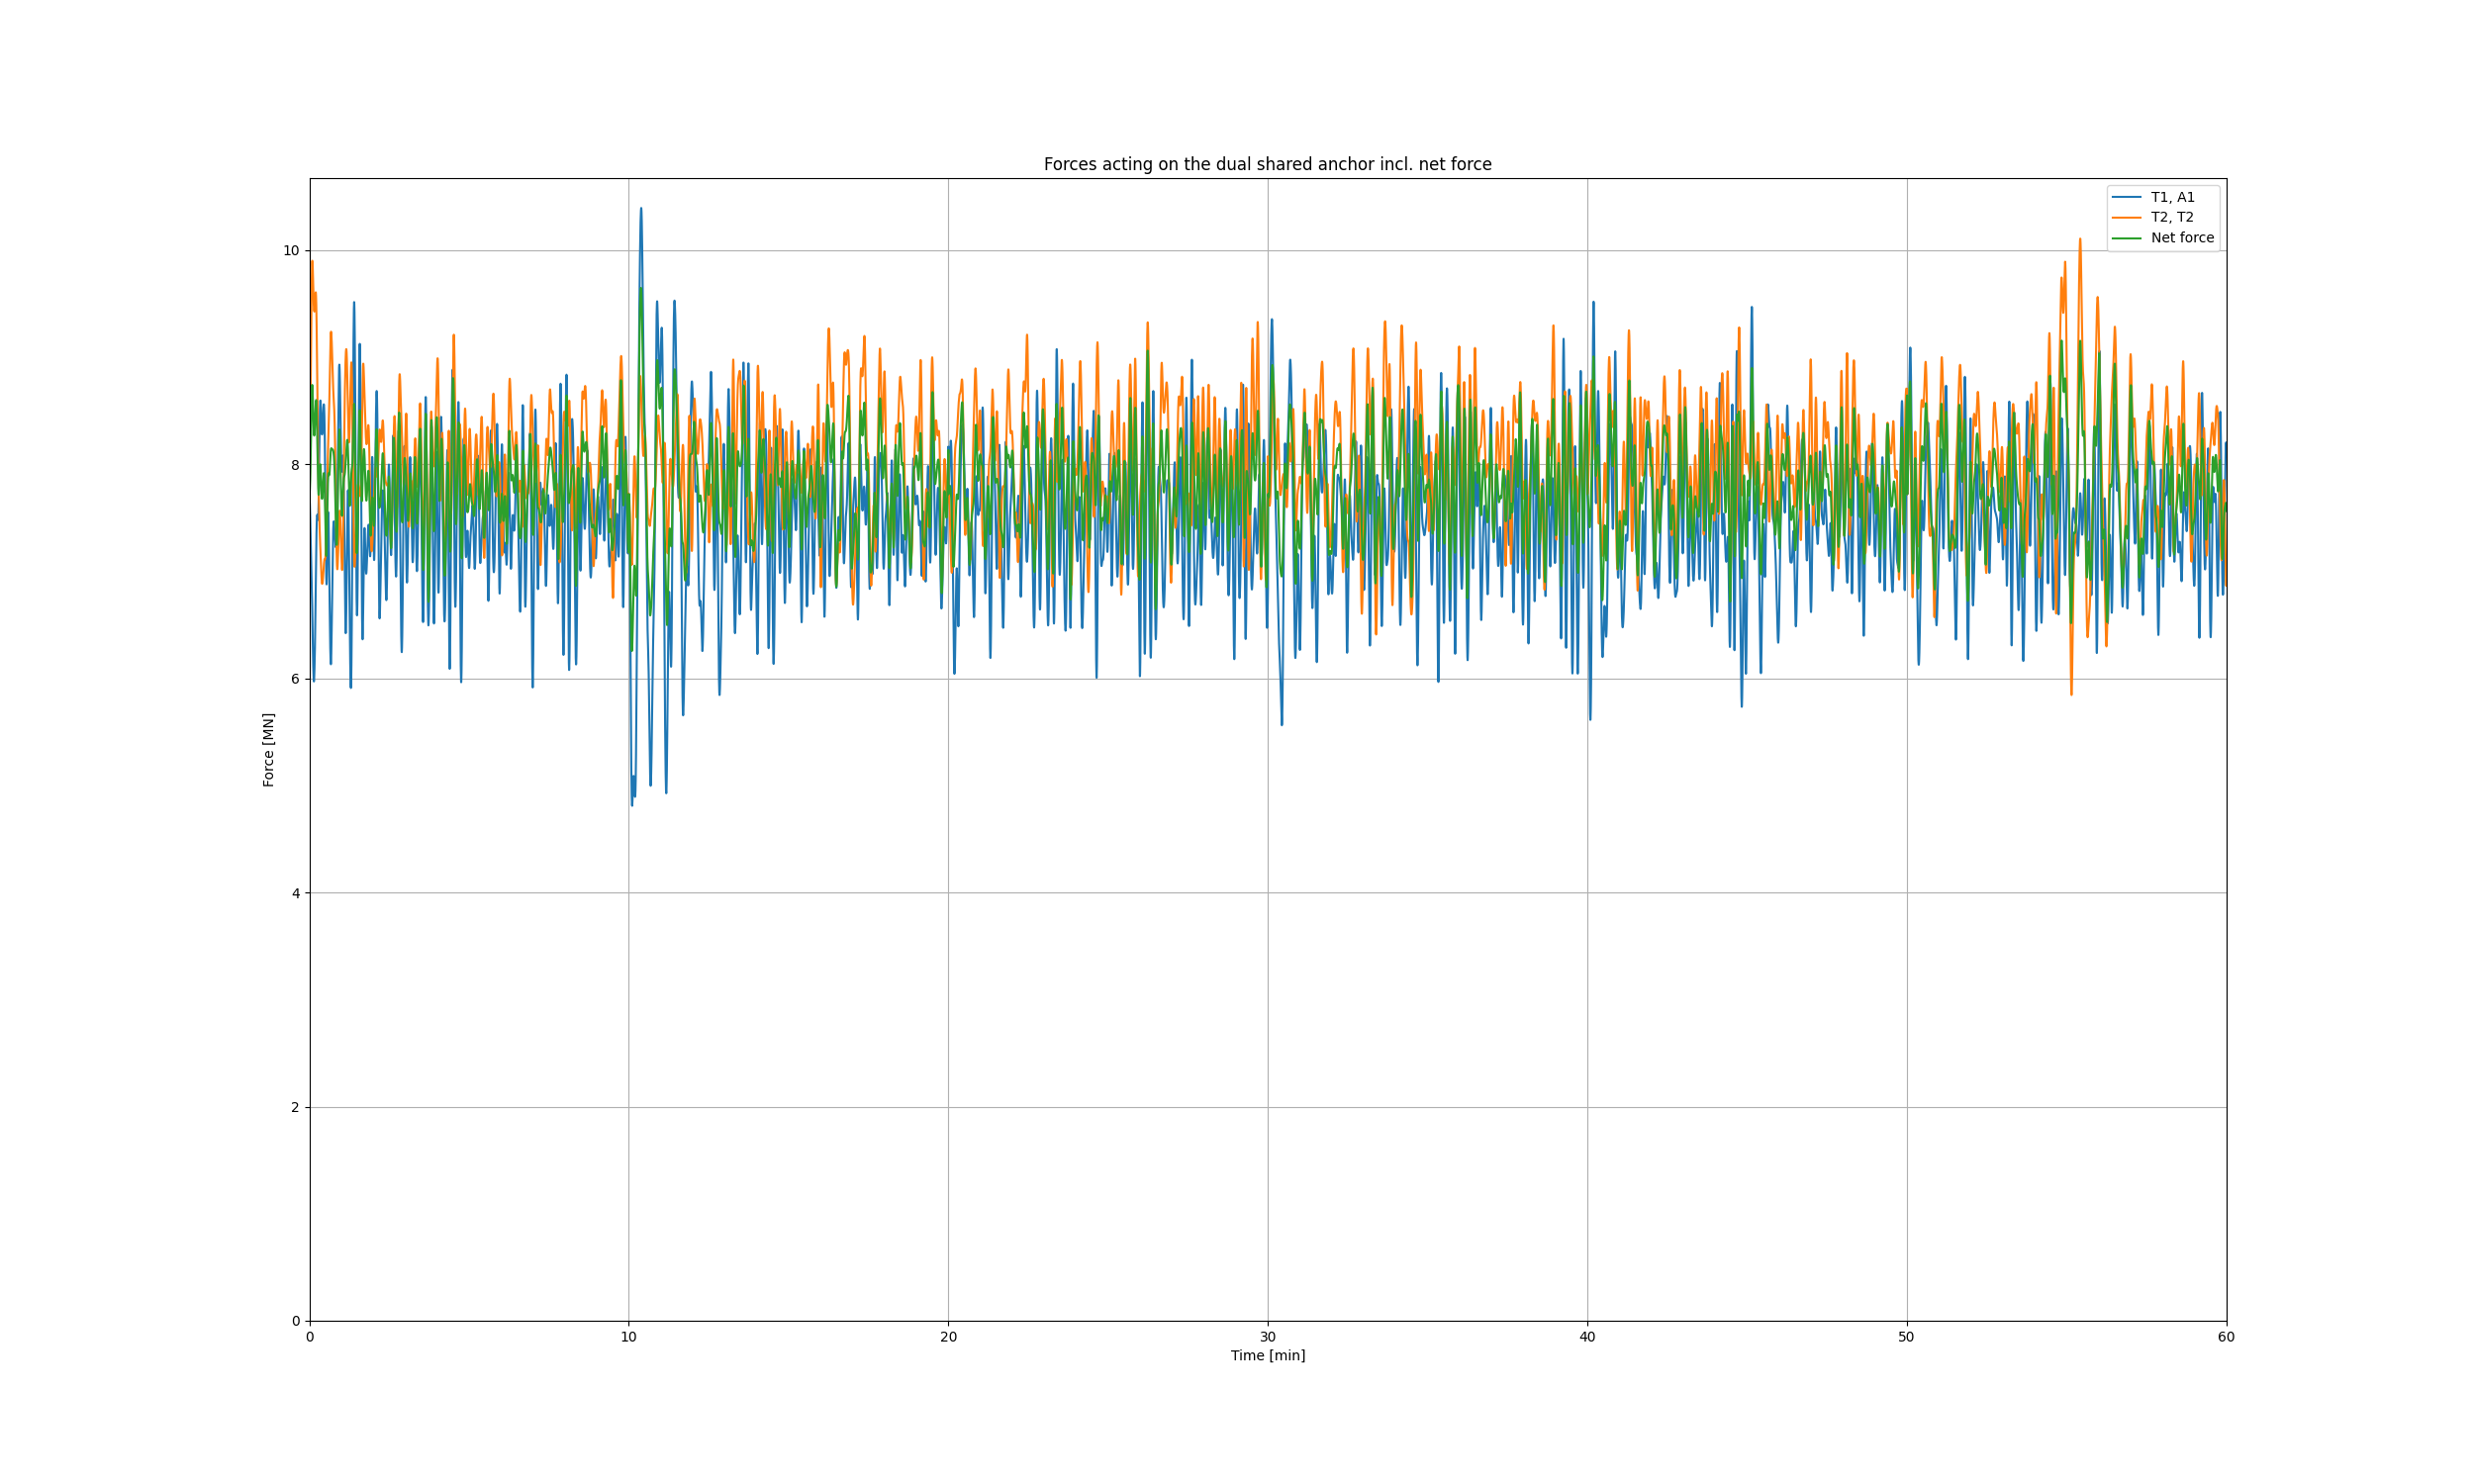 Forces acting on the dual shared anchor incl. net force
T1, A1
T2, T2
Net force
10
8
6
4
2
0
Force [MN]
0 10 20 30 40 50 60
Time [min]